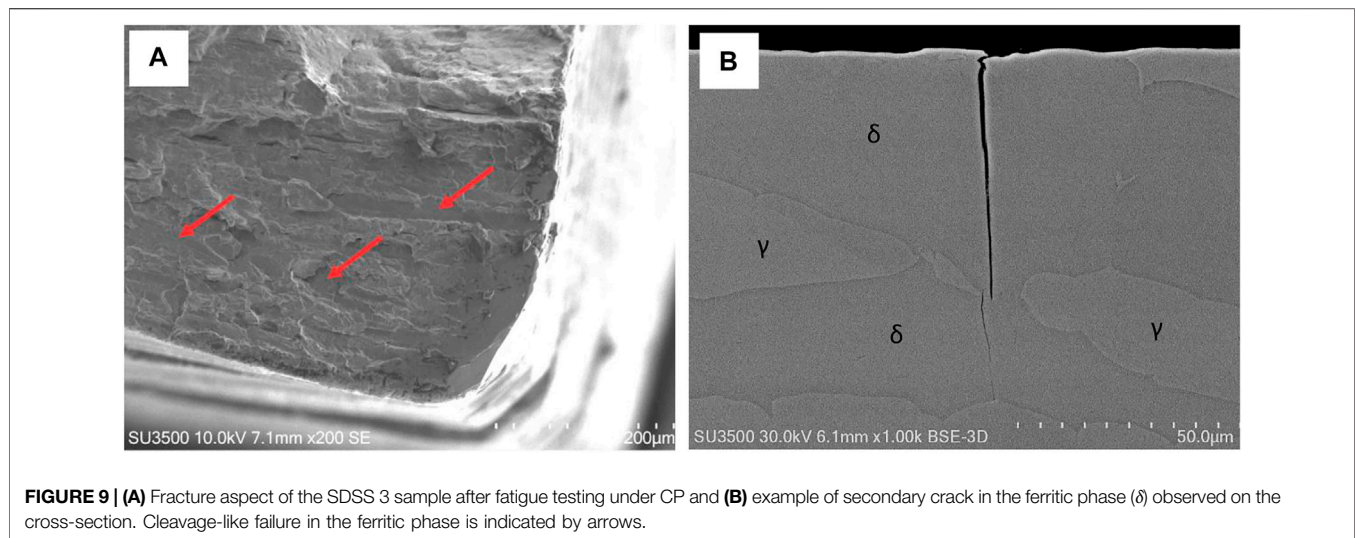 A
B
δ
γ
δ
γ
SU3500 10.0kV 7.1mm x200 SE
200μm
SU3500 30.0kV 6.1mm x1.00k BSE-3D
50.0μm
FIGURE 9 | (A) Fracture aspect of the SDSS 3 sample after fatigue testing under CP and (B) example of secondary crack in the ferritic phase (δ) observed on the
cross-section. Cleavage-like failure in the ferritic phase is indicated by arrows.